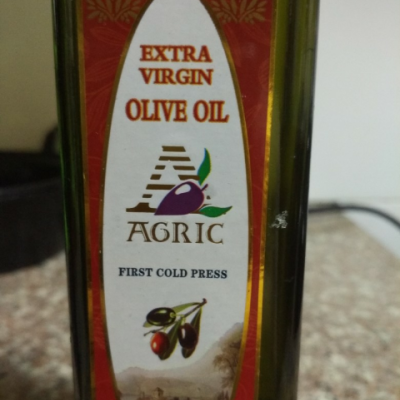 EXTRA
VIRGIN
OLIVE OIL
AGRIC
FIRST COLD PRESS